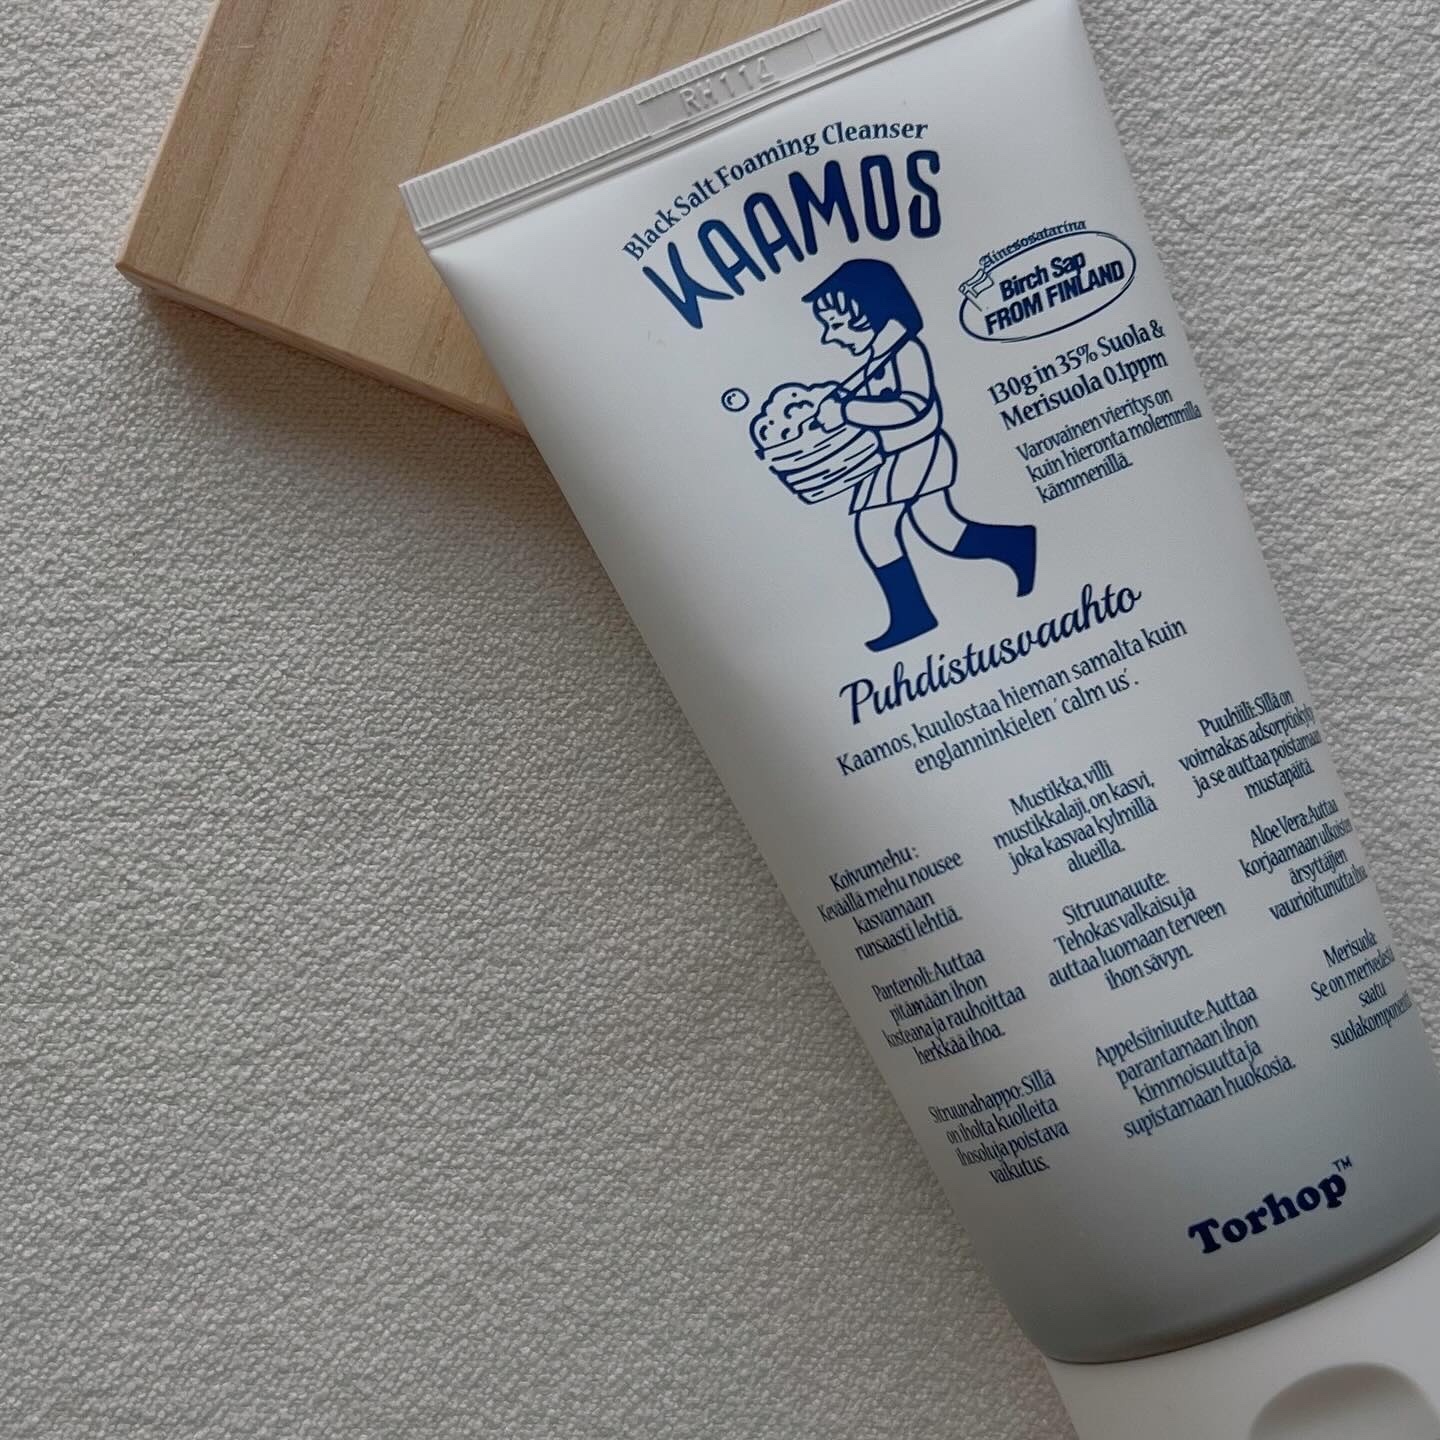 RH114
Black Salt Foaming Cleanser
KAAMOS
Ainesosatarina
Birch Sap
FROM FINLAND
130g in 35% Suola &
Merisuola 0.1ppm
Varovainen vieritys on
kuin hieronta molemmilla
kämmenillä.
Puhdistusvaahto
Kaamos, kuulostaa hieman samalta kuin
englanninkielen 'calm us'.
Koivumehu:
Keväällä mehu nousee
kasvamaan
runsaasti lehtiä.
Pantenoli: Auttaa
pitämään ihon
kosteana ja rauhoittaa
herkkää ihoa.
Sitruunahappo: Sillä
on iholta kuolleita
ihosoluja poistava
vaikutus.
Mustikka, villi
mustikkalaji, on kasvi,
joka kasvaa kylmillä
alueilla.
Sitruunauute:
Tehokas valkaisu ja
auttaa luomaan terveen
ihon sävyn.
Appelsiiniuute: Auttaa
parantamaan ihon
kimmoisuutta ja
supistamaan huokosia.
Puuhiili: Sillä on
voimakas adsorptiokyky
ja se auttaa poistamaan
mustapäitä.
Aloe Vera: Auttaa
korjaamaan ulkoisten
ärsyttäjien
vaurioitunutta ihoa.
Merisuola:
Se on merivedestä
saatu
Torhop™